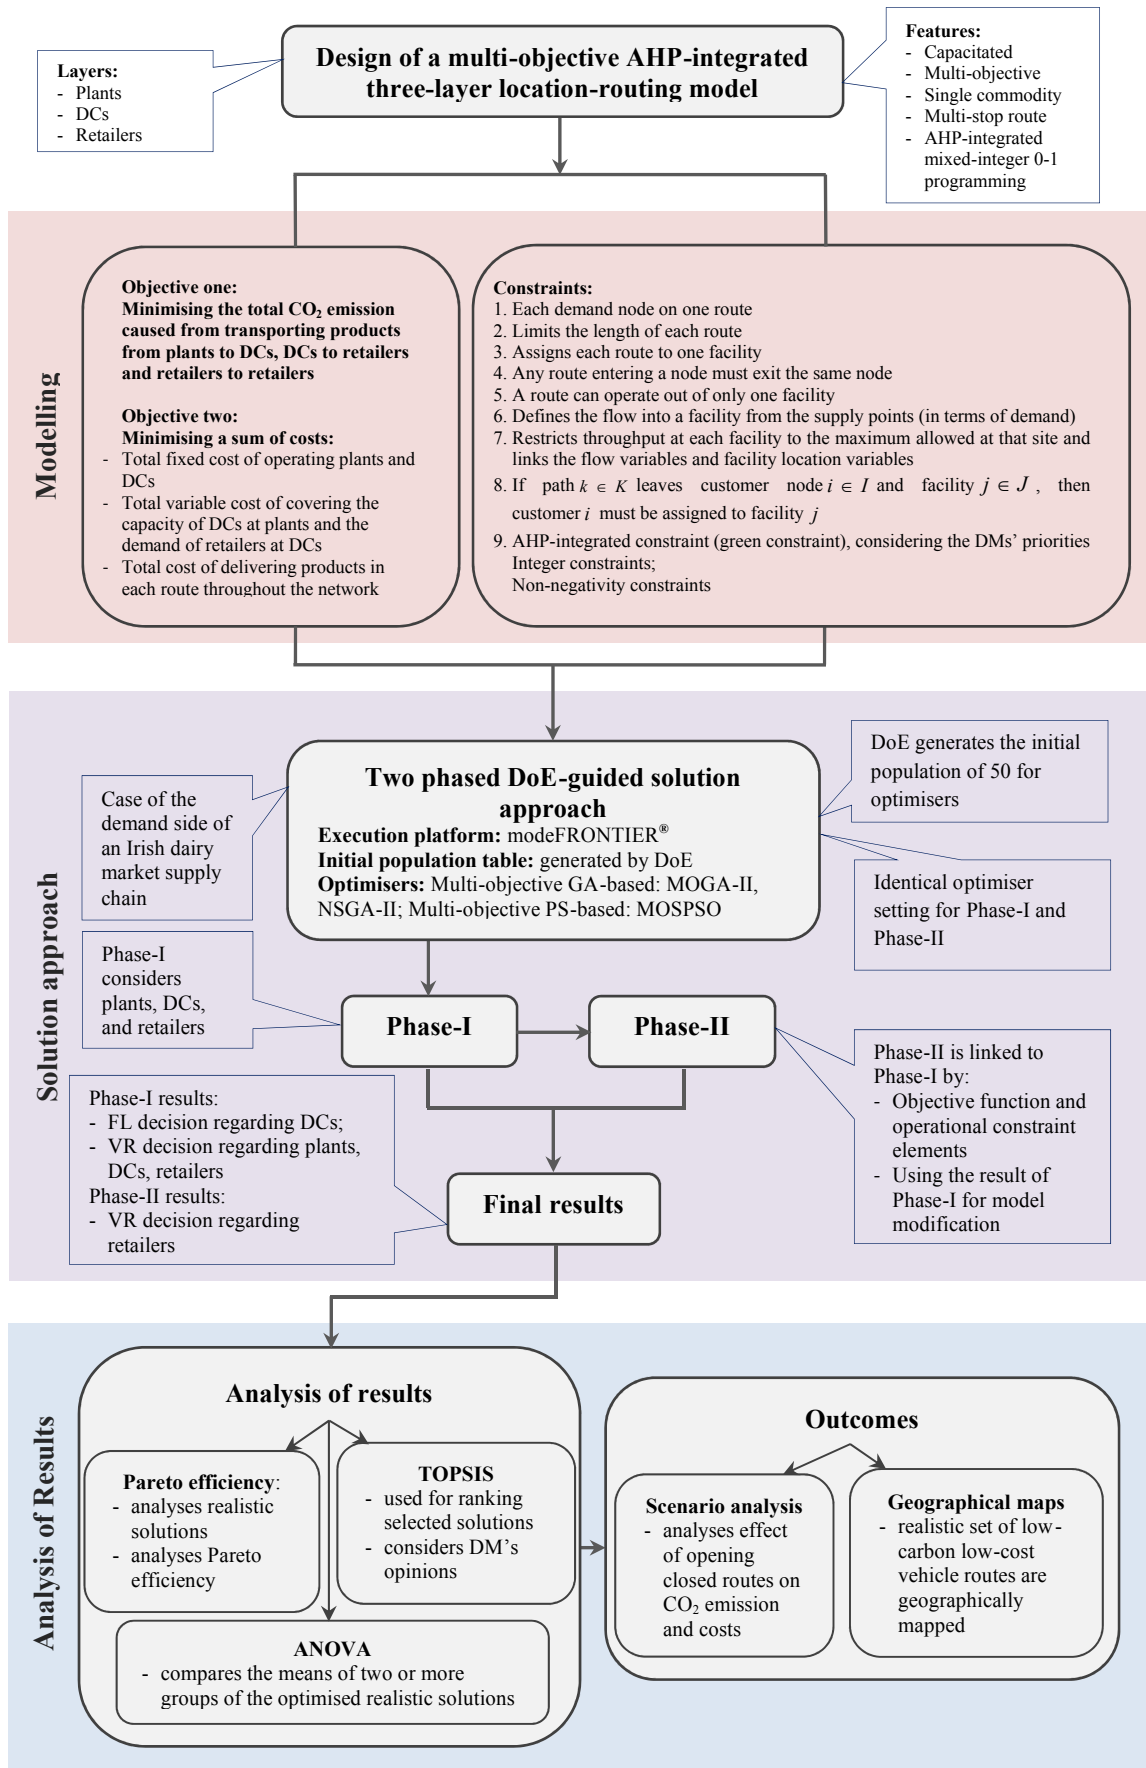 Design of a multi-objective AHP-integrated
three-layer location-routing model
Layers:
- Plants
- DCs
- Retailers
Features:
- Capacitated
- Multi-objective
- Single commodity
- Multi-stop route
- AHP-integrated
mixed-integer 0-1
programming
Modelling
Objective one:
Minimising the total CO₂ emission
caused from transporting products
from plants to DCs, DCs to retailers
and retailers to retailers
Objective two:
Minimising a sum of costs:
- Total fixed cost of operating plants and
DCs
- Total variable cost of covering the
capacity of DCs at plants and the
demand of retailers at DCs
- Total cost of delivering products in
each route throughout the network
Constraints:
1. Each demand node on one route
2. Limits the length of each route
3. Assigns each route to one facility
4. Any route entering a node must exit the same node
5. A route can operate out of only one facility
6. Defines the flow into a facility from the supply points (in terms of demand)
7. Restricts throughput at each facility to the maximum allowed at that site and
links the flow variables and facility location variables
8. If path k ∈ K leaves customer node i ∈ I and facility j ∈ J , then
customer i must be assigned to facility j
9. AHP-integrated constraint (green constraint), considering the DMs' priorities
Integer constraints;
Non-negativity constraints
Solution approach
Two phased DoE-guided solution
approach
Execution platform: modeFRONTIER®
Initial population table: generated by DoE
Optimisers: Multi-objective GA-based: MOGA-II,
NSGA-II; Multi-objective PS-based: MOSPSO
Case of the
demand side of
an Irish dairy
market supply
chain
DoE generates the initial
population of 50 for
optimisers
Identical optimiser
setting for Phase-I and
Phase-II
Phase-I
considers
plants, DCs,
and retailers
Phase-I
Phase-II
Phase-II is linked to
Phase-I by:
- Objective function and
operational constraint
elements
- Using the result of
Phase-I for model
modification
Phase-I results:
- FL decision regarding DCs;
- VR decision regarding plants,
DCs, retailers
Phase-II results:
- VR decision regarding
retailers
Final results
Analysis of Results
Analysis of results
Pareto efficiency:
- analyses realistic
solutions
- analyses Pareto
efficiency
TOPSIS
- used for ranking
selected solutions
- considers DM's
opinions
ANOVA
- compares the means of two or more
groups of the optimised realistic solutions
Outcomes
Scenario analysis
- analyses effect
of opening
closed routes on
CO₂ emission
and costs
Geographical maps
- realistic set of low-
carbon low-cost
vehicle routes are
geographically
mapped